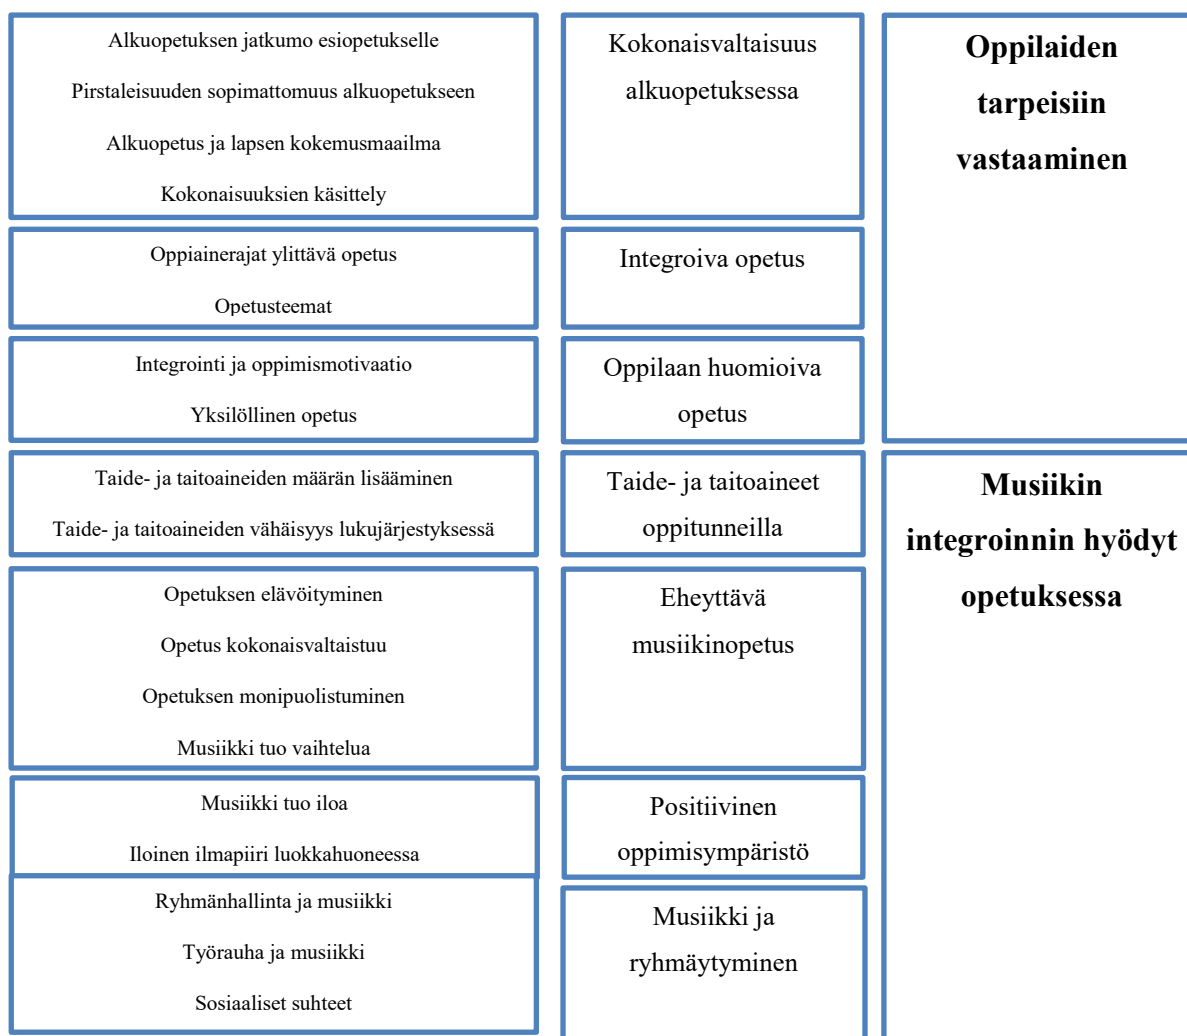 Alkuopetuksen jatkumo esiopetukselle
Pirstaleisuuden sopimattomuus alkuopetukseen
Alkuopetus ja lapsen kokemusmaailma
Kokonaisuuksien käsittely
Kokonaisvaltaisuus
alkuopetuksessa
Oppilaiden
tarpeisiin
vastaaminen
Oppiainerajat ylittävä opetus
Opetusteemat
Integroiva opetus
Integrointi ja oppimismotivaatio
Yksilöllinen opetus
Oppilaan huomioiva
opetus
Taide- ja taitoaineiden määrän lisääminen
Taide- ja taitoaineiden vähäisyys lukujärjestyksessä
Taide- ja taitoaineet
oppitunneilla
Musiikin
integroinnin hyödyt
opetuksessa
Opetuksen elävöityminen
Opetus kokonaisvaltaistuu
Opetuksen monipuolistuminen
Musiikki tuo vaihtelua
Eheyttävä
musiikinopetus
Musiikki tuo iloa
Iloinen ilmapiiri luokkahuoneessa
Positiivinen
oppimisympäristö
Ryhmänhallinta ja musiikki
Työrauha ja musiikki
Sosiaaliset suhteet
Musiikki ja
ryhmäytyminen